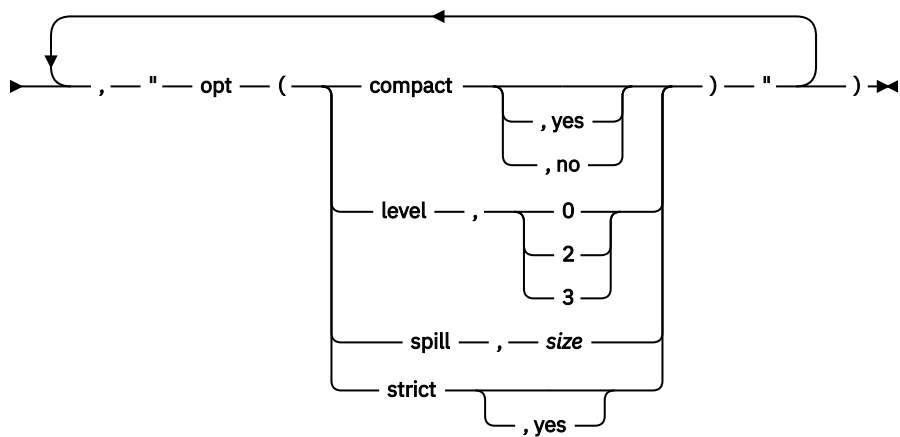 , " opt ( compact ) " )
, yes
, no
level , 0
2
3
spill , size
strict
, yes